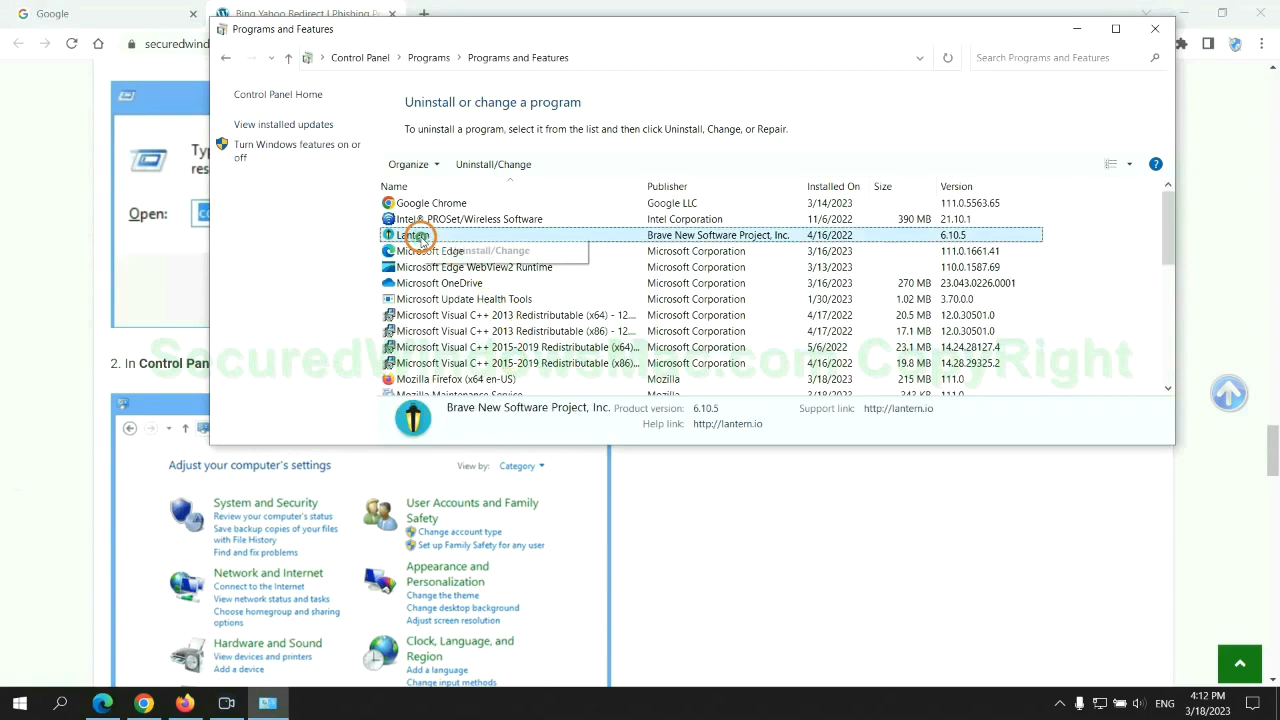 Google
Bing Yahoo Redirect | Phishing P
securedwind
Programs and Features
Control Panel
Programs
Programs and Features
Search Programs and Features
Control Panel Home
View installed updates
Turn Windows features on or
off
Uninstall or change a program
To uninstall a program, select it from the list and then click Uninstall, Change, or Repair.
Organize
Uninstall/Change
Name
Publisher
Installed On
Size
Version
Google Chrome
Google LLC
3/14/2023
111.0.5563.65
Intel® PROSet/Wireless Software
Intel Corporation
11/6/2022
390 MB
21.10.1
Lantern
Brave New Software Project, Inc.
4/16/2022
6.10.5
Uninstall/Change
Microsoft Edge
Microsoft Corporation
3/16/2023
111.0.1661.41
Microsoft Edge WebView2 Runtime
Microsoft Corporation
3/13/2023
110.0.1587.69
Microsoft OneDrive
Microsoft Corporation
3/16/2023
270 MB
23.043.0226.0001
Microsoft Update Health Tools
Microsoft Corporation
1/30/2023
1.02 MB
3.70.0.0
Microsoft Visual C++ 2013 Redistributable (x64) - 12....
Microsoft Corporation
4/17/2022
20.5 MB
12.0.30501.0
Microsoft Visual C++ 2013 Redistributable (x86) - 12....
Microsoft Corporation
4/17/2022
17.1 MB
12.0.30501.0
Microsoft Visual C++ 2015-2019 Redistributable (x64)...
Microsoft Corporation
5/6/2022
23.1 MB
14.24.28127.4
Microsoft Visual C++ 2015-2019 Redistributable (x86)...
Microsoft Corporation
4/16/2022
19.8 MB
14.28.29325.2
Mozilla Firefox (x64 en-US)
Mozilla
3/18/2023
215 MB
111.0
Mozilla Maintenance Service
Mozilla
3/18/2023
343 KB
111.0
Brave New Software Project, Inc.
Product version: 6.10.5
Support link: http://lantern.io
Help link: http://lantern.io
Typ
res
Open:
co
2. In Control Pan
Adjust your computer's settings
View by: Category
System and Security
Review your computer's status
Save backup copies of your files
with File History
Find and fix problems
User Accounts and Family
Safety
Change account type
Set up Family Safety for any user
Network and Internet
Connect to the Internet
View network status and tasks
Choose homegroup and sharing
options
Appearance and
Personalization
Change the theme
Change desktop background
Adjust screen resolution
Hardware and Sound
View devices and printers
Add a device
Clock, Language, and
Region
Add a language
Change input methods
ENG
4:12 PM
3/18/2023